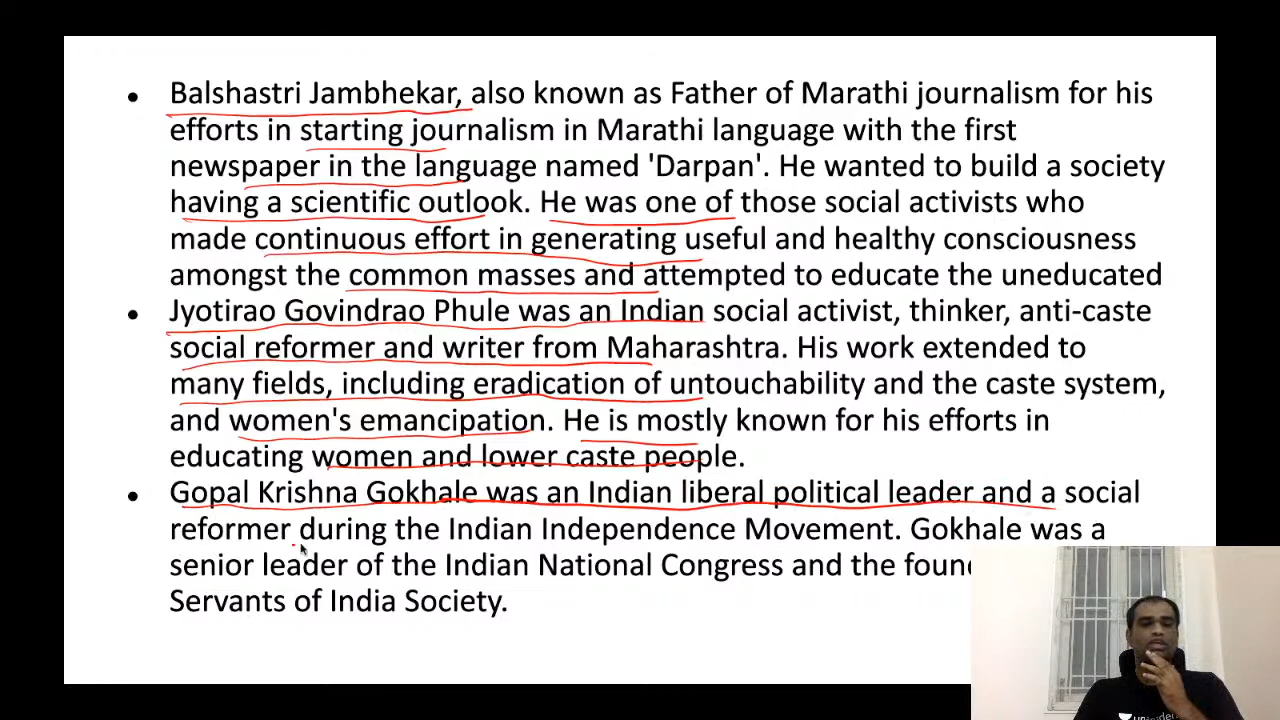 • Balshastri Jambhekar, also known as Father of Marathi journalism for his
efforts in starting journalism in Marathi language with the first
newspaper in the language named 'Darpan'. He wanted to build a society
having a scientific outlook. He was one of those social activists who
made continuous effort in generating useful and healthy consciousness
amongst the common masses and attempted to educate the uneducated
• Jyotirao Govindrao Phule was an Indian social activist, thinker, anti-caste
social reformer and writer from Maharashtra. His work extended to
many fields, including eradication of untouchability and the caste system,
and women's emancipation. He is mostly known for his efforts in
educating women and lower caste people.
• Gopal Krishna Gokhale was an Indian liberal political leader and a social
reformer during the Indian Independence Movement. Gokhale was a
senior leader of the Indian National Congress and the
Servants of India Society.